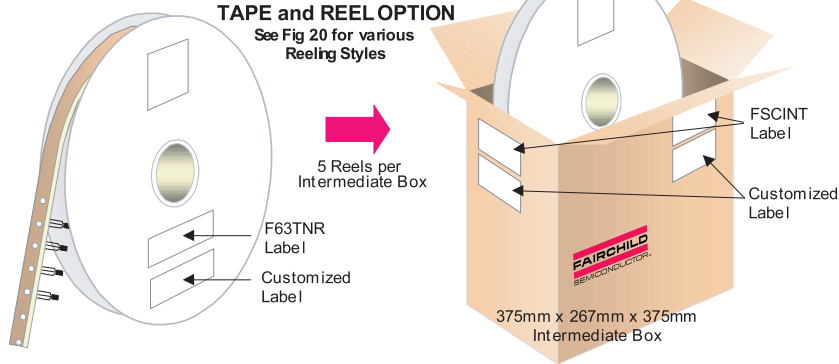 TAPE and REEL OPTION
See Fig 20 for various
Reeling Styles
5 Reels per
Intermediate Box
F63TNR
Label
Customized
Label
FSCINT
Label
Customized
Label
FAIRCHILD
SEMICONDUCTOR™
375mm x 267mm x 375mm
Intermediate Box